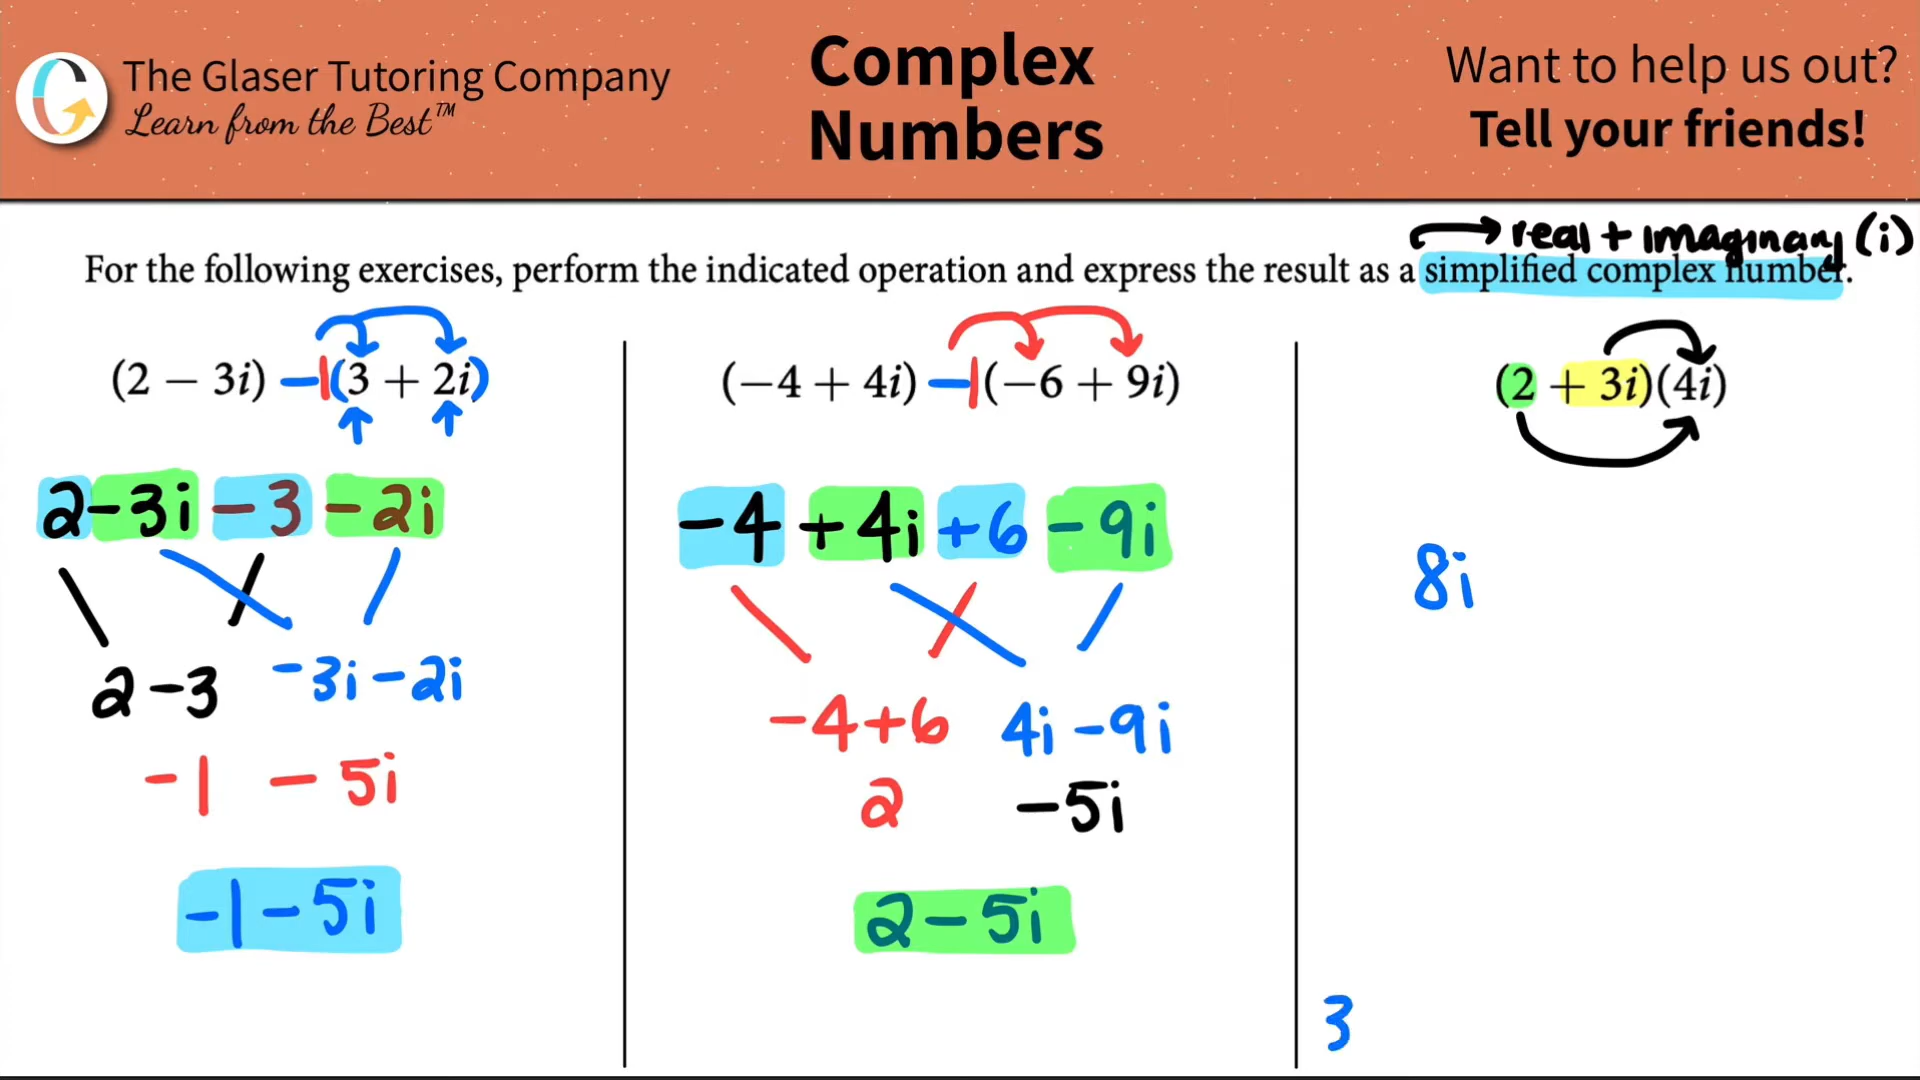 The Glaser Tutoring Company
Learn from the Best™
Complex
Numbers
Want to help us out?
Tell your friends!
real + imaginary (i)
For the following exercises, perform the indicated operation and express the result as a simplified complex number.
(2 − 3i) −1(3 + 2i)
2 − 3i − 3 − 2i
2 − 3 − 3i − 2i
−1 − 5i
−1 − 5i
(−4 + 4i) −1(−6 + 9i)
−4 + 4i + 6 − 9i
−4 + 6 4i − 9i
2 −5i
2 − 5i
(2 + 3i)(4i)
8i
3